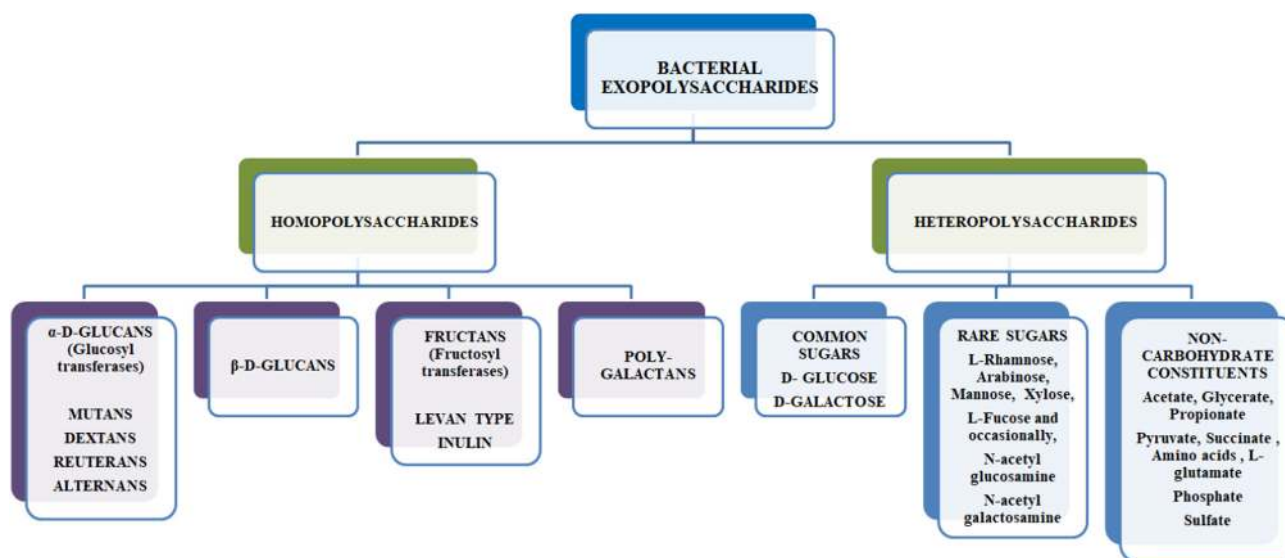 BACTERIAL
EXOPOLYSACCHARIDES
HOMOPOLYSACCHARIDES
HETEROPOLYSACCHARIDES
α-D-GLUCANS
(Glucosyl
transferases)
MUTANS
DEXTANS
REUTERANS
ALTERNANS
β-D-GLUCANS
FRUCTANS
(Fructosyl
transferases)
LEVAN TYPE
INULIN
POLY-
GALACTANS
COMMON
SUGARS
D- GLUCOSE
D-GALACTOSE
RARE SUGARS
L-Rhamnose,
Arabinose,
Mannose, Xylose,
L-Fucose and
occasionally,
N-acetyl
glucosamine
N-acetyl
galactosamine
NON-
CARBOHYDRATE
CONSTITUENTS
Acetate, Glycerate,
Propionate
Pyruvate, Succinate ,
Amino acids , L-
glutamate
Phosphate
Sulfate